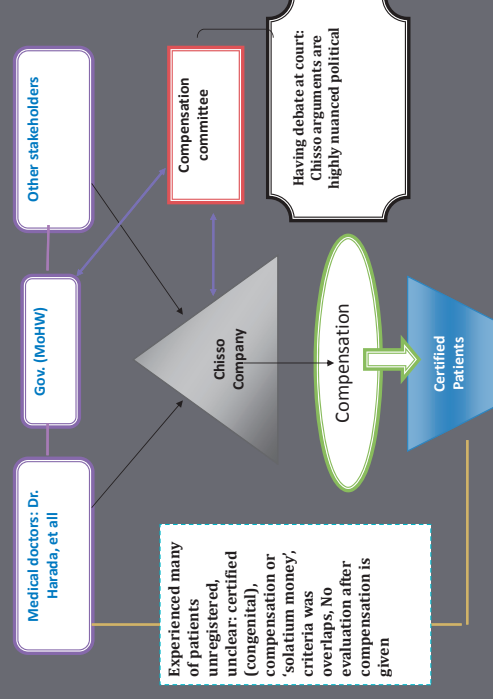 Medical doctors: Dr.
Harada, et all
Gov. (MoHW)
Other stakeholders
Experienced many
of patients
unregistered,
unclear: certified
(congenital),
compensation or
‘solatium money’,
criteria was
overlaps, No
evaluation after
compensation is
given
Chisso
Company
Compensation
committee
Compensation
Having debate at court:
Chisso arguments are
highly nuanced political
Certified
Patients